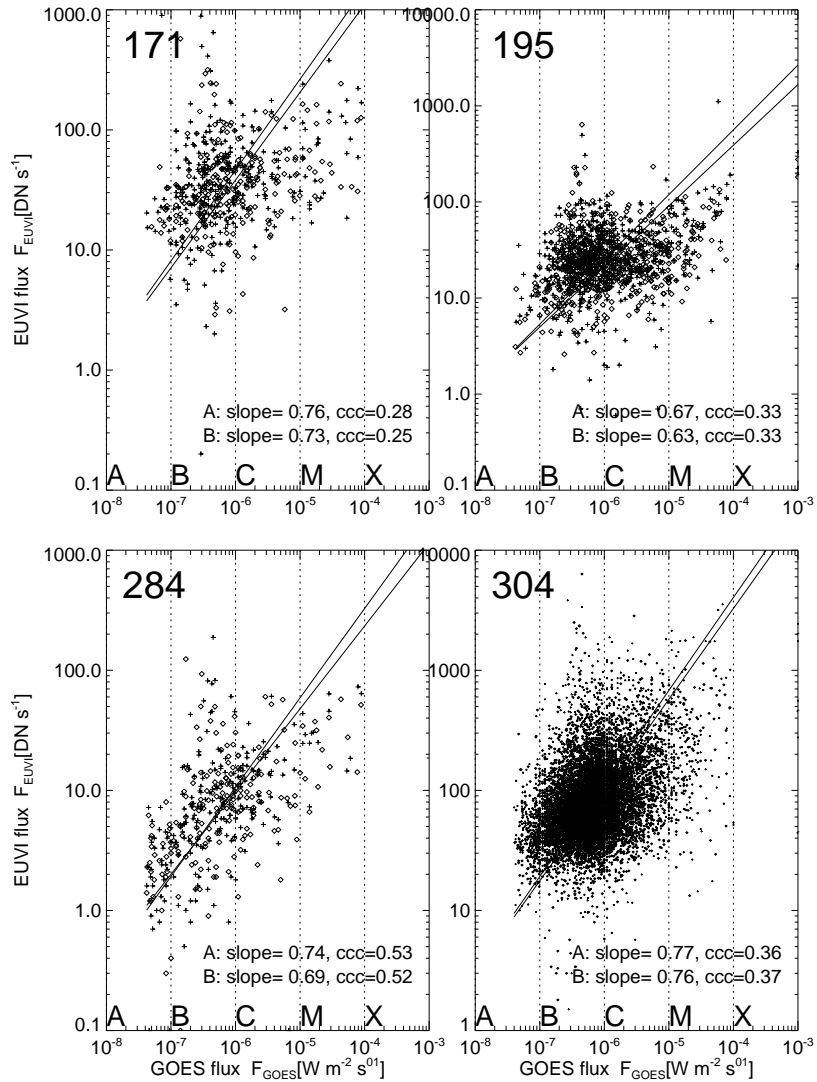 171
1000.0
100.0
10.0
1.0
0.1
EUVI flux F_EUVI[DN s⁻¹]
A: slope= 0.76, ccc=0.28
B: slope= 0.73, ccc=0.25
A B C M X
10⁻⁸ 10⁻⁷ 10⁻⁶ 10⁻⁵ 10⁻⁴ 10⁻³
195
1000.0
100.0
10.0
1.0
0.1
A: slope= 0.67, ccc=0.33
B: slope= 0.63, ccc=0.33
A B C M X
10⁻⁸ 10⁻⁷ 10⁻⁶ 10⁻⁵ 10⁻⁴ 10⁻³
284
1000.0
100.0
10.0
1.0
0.1
EUVI flux F_EUVI[DN s⁻¹]
A: slope= 0.74, ccc=0.53
B: slope= 0.69, ccc=0.52
A B C M X
10⁻⁸ 10⁻⁷ 10⁻⁶ 10⁻⁵ 10⁻⁴ 10⁻³
GOES flux F_GOES[W m⁻² s⁰¹]
304
10000
1000
100
10
1
A: slope= 0.77, ccc=0.36
B: slope= 0.76, ccc=0.37
A B C M X
10⁻⁸ 10⁻⁷ 10⁻⁶ 10⁻⁵ 10⁻⁴ 10⁻³
GOES flux F_GOES[W m⁻² s⁰¹]